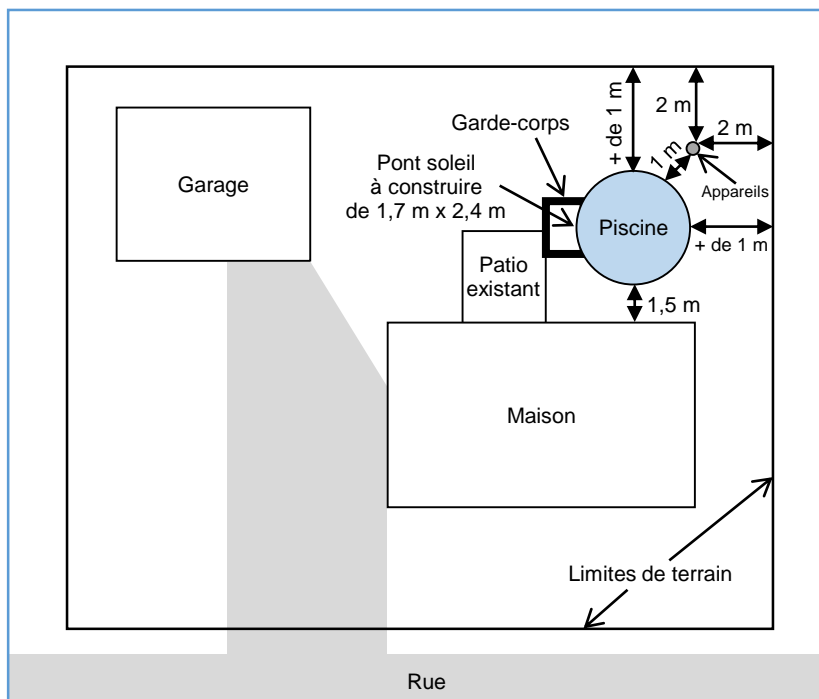 + de 1 m
2 m
2 m
Garde-corps
1 m
Pont soleil
à construire
de 1,7 m x 2,4 m
Garage
Appareils
Piscine
+ de 1 m
Patio
existant
1,5 m
Maison
Limites de terrain
Rue